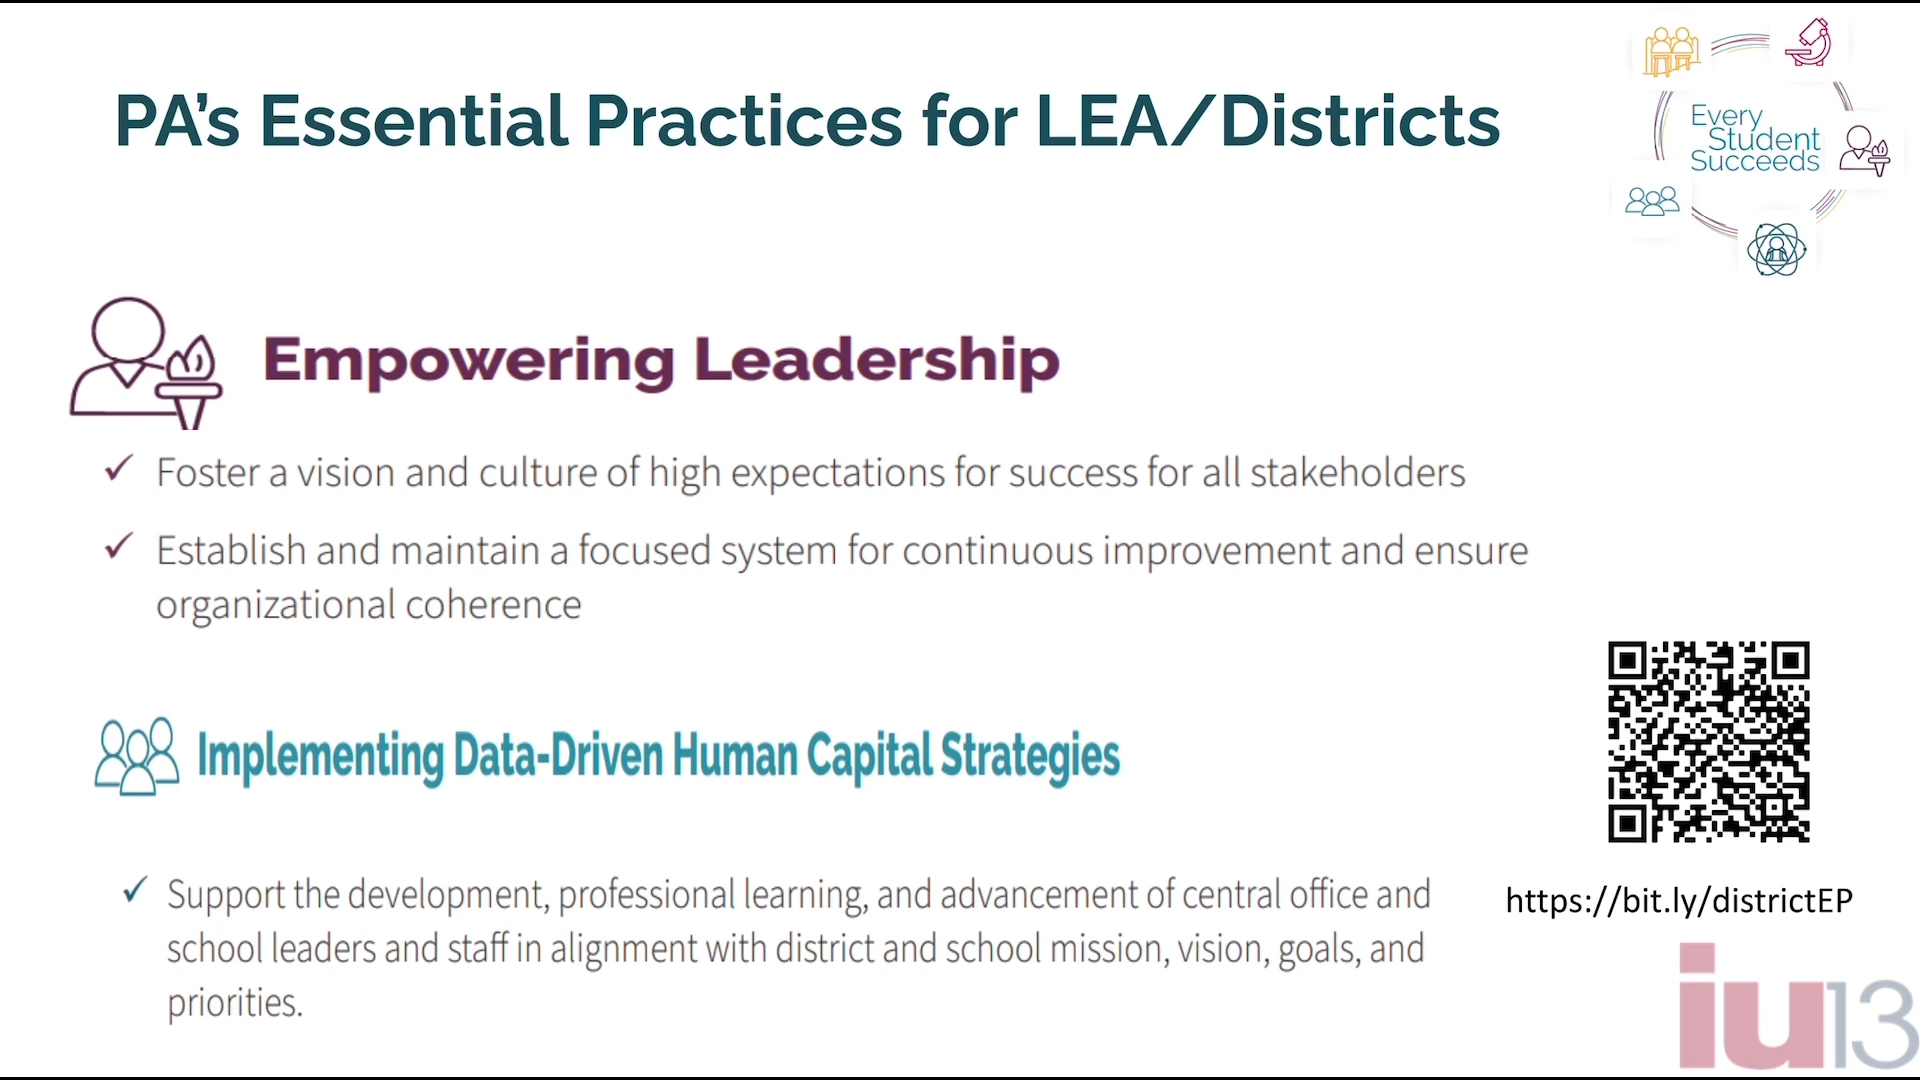 PA's Essential Practices for LEA/Districts
Every
Student
Succeeds
Empowering Leadership
✓ Foster a vision and culture of high expectations for success for all stakeholders
✓ Establish and maintain a focused system for continuous improvement and ensure
organizational coherence
Implementing Data-Driven Human Capital Strategies
✓ Support the development, professional learning, and advancement of central office and
school leaders and staff in alignment with district and school mission, vision, goals, and
priorities.
https://bit.ly/districtEP
iu13